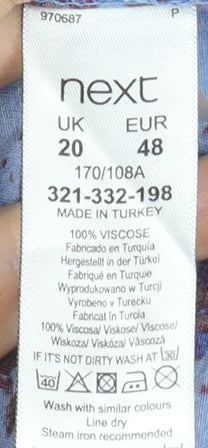 970687 P
next
UK EUR
20 48
170/108A
321-332-198
MADE IN TURKEY
100% VISCOSE
Fabricado en Turquía
Hergestellt in der Türkei
Fabriqué en Turquie
Wyprodukowano w Turcji
Vyrobeno v Turecku
Fabricat în Turcia
100% Viscosa/ Viskose/ Viscose/
Wiskoza/ Viskóza/ Vâscoză
IF IT'S NOT DIRTY WASH AT 30
40
Wash with similar colours
Line dry
Steam iron recommended